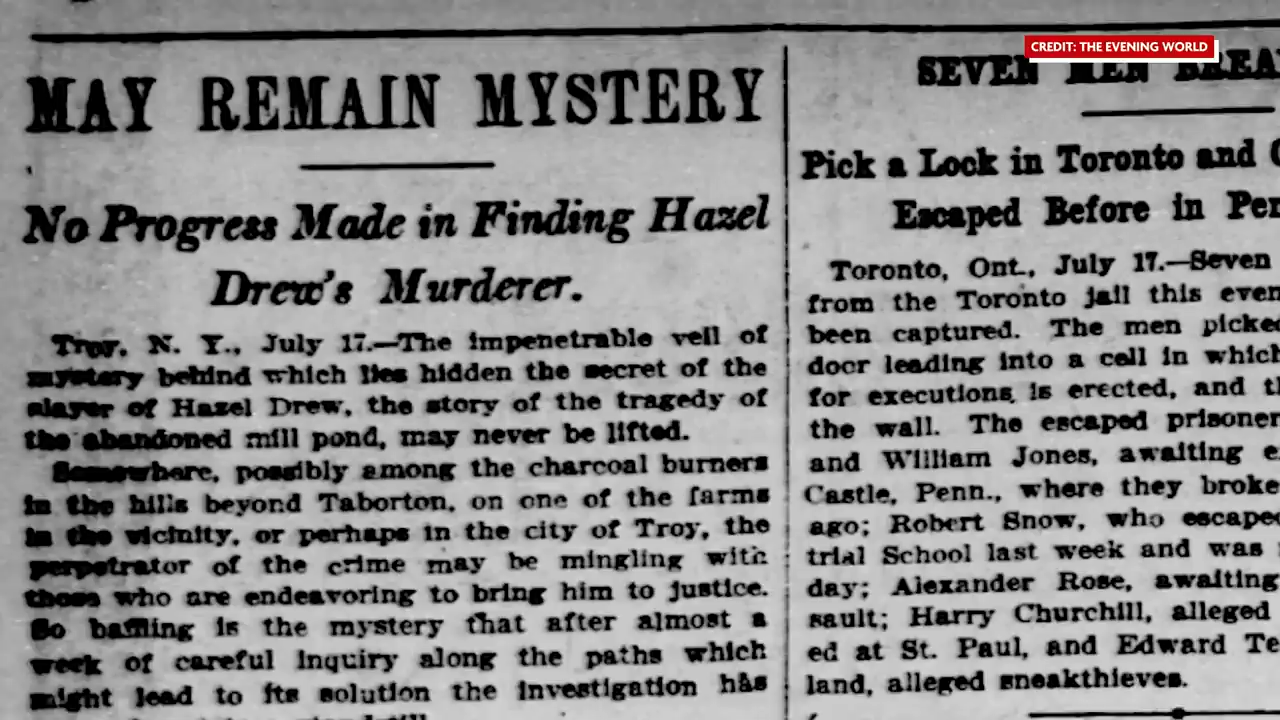 CREDIT: THE EVENING WORLD
MAY REMAIN MYSTERY
No Progress Made in Finding Hazel
Drew's Murderer.
Troy, N. Y., July 17.—The impenetrable veil of
mystery behind which lies hidden the secret of the
slayer of Hazel Drew, the story of the tragedy of
the abandoned mill pond, may never be lifted.
Somewhere, possibly among the charcoal burners
in the hills beyond Taborton, on one of the farms
in the vicinity, or perhaps in the city of Troy, the
perpetrator of the crime may be mingling with
those who are endeavoring to bring him to justice.
So baffling is the mystery that after almost a
week of careful inquiry along the paths which
might lead to its solution the investigation has
SEVEN MEN BREA
Pick a Lock in Toronto and
Escaped Before in Pen
Toronto, Ont., July 17.—Seven
from the Toronto jail this even
been captured. The men picked
door leading into a cell in which
for executions is erected, and th
the wall. The escaped prisoner
and William Jones, awaiting e
Castle, Penn., where they broke
ago; Robert Snow, who escaped
trial School last week and was
day; Alexander Rose, awaiting
sault; Harry Churchill, alleged
ed at St. Paul, and Edward Te
land, alleged sneakthieves.